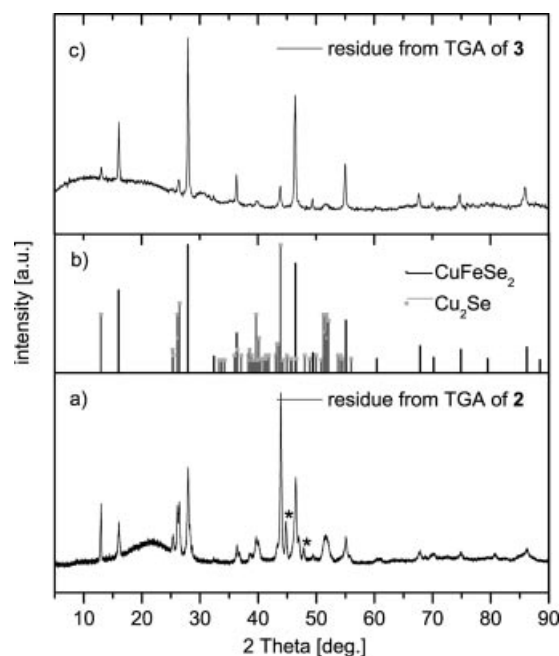 c)
residue from TGA of 3
b)
CuFeSe₂
Cu₂Se
a)
residue from TGA of 2
*
*
intensity [a.u.]
10 20 30 40 50 60 70 80 90
2 Theta [deg.]